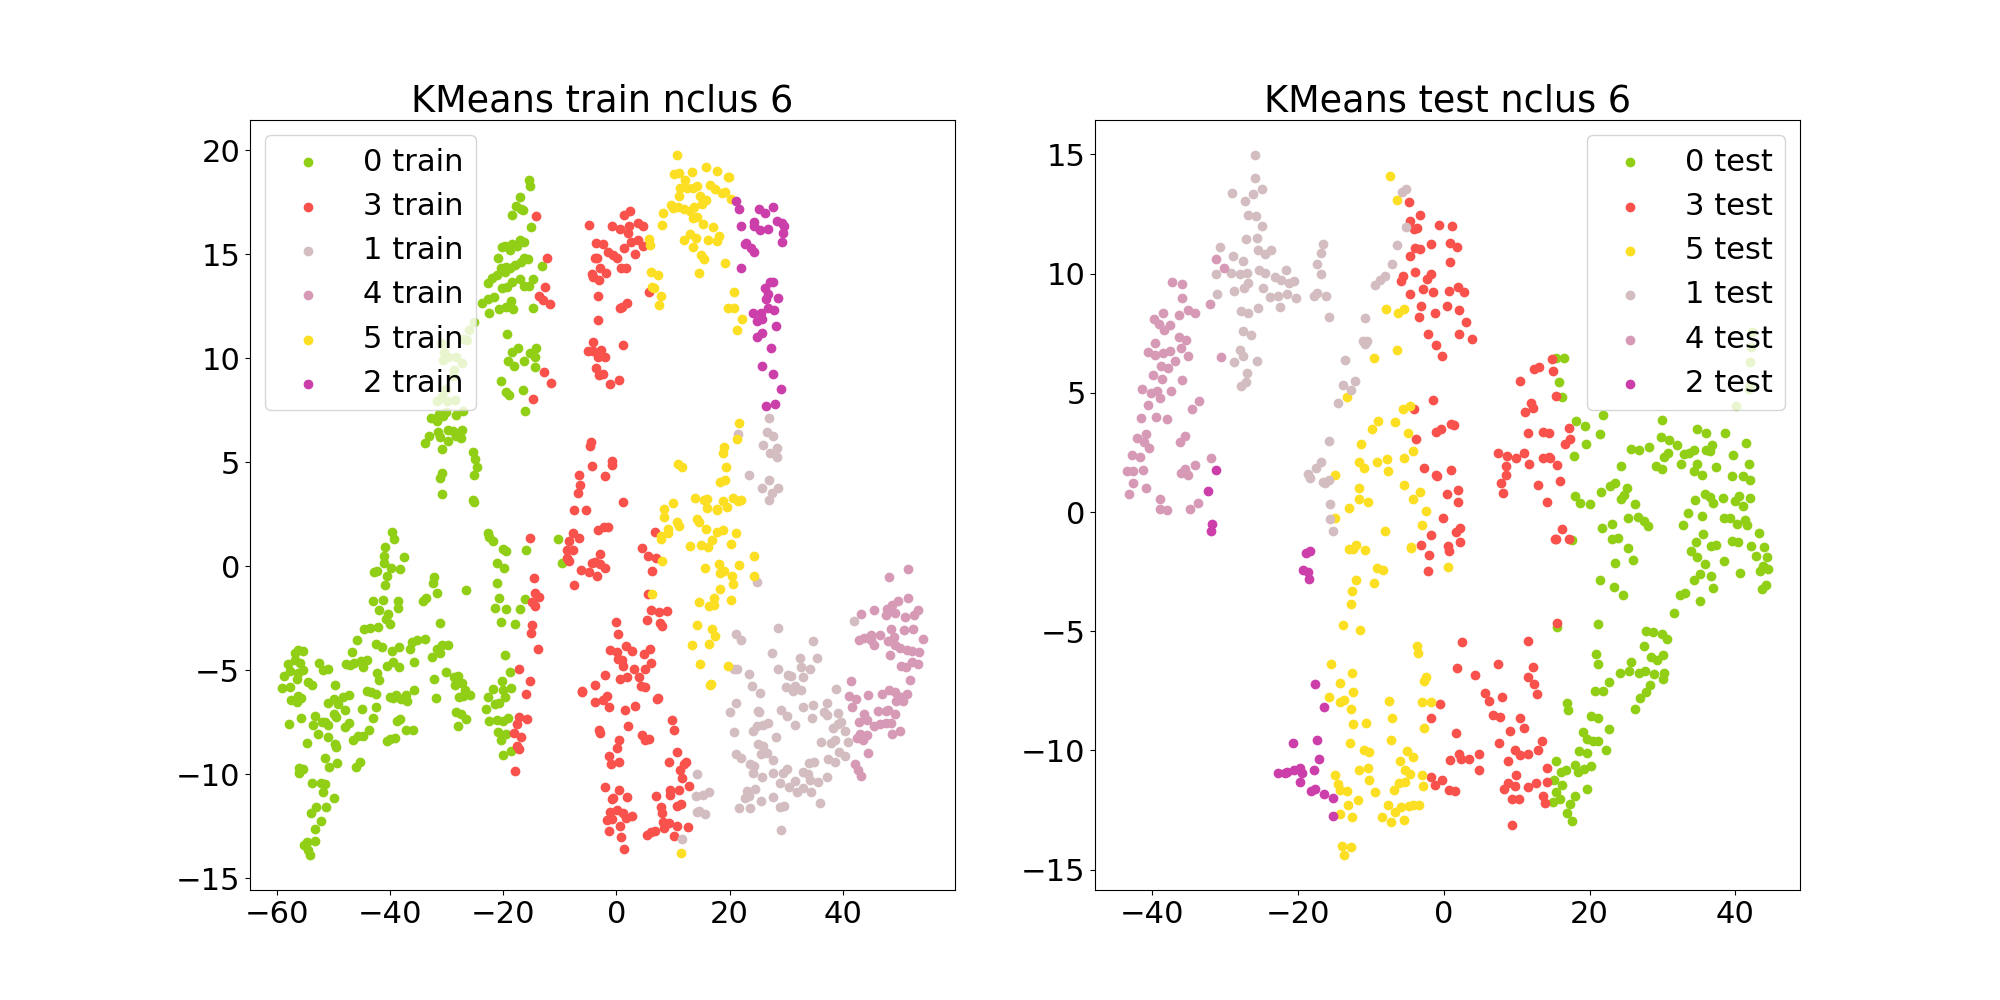 KMeans train nclus 6
20
15
10
5
0
−5
−10
−15
−60
−40
−20
0
20
40
0 train
3 train
1 train
4 train
5 train
2 train
KMeans test nclus 6
15
10
5
0
−5
−10
−15
−40
−20
0
20
40
0 test
3 test
5 test
1 test
4 test
2 test